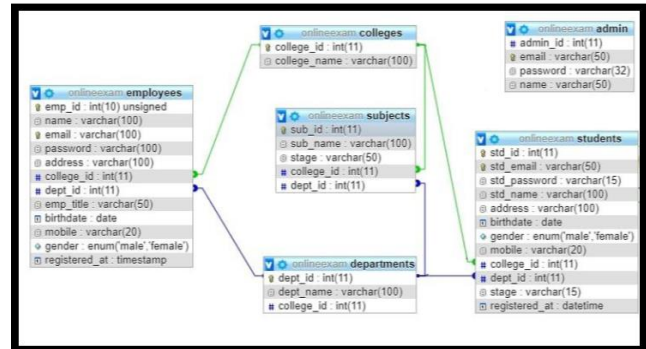 onlineexam colleges
college_id : int(11)
college_name : varchar(100)
onlineexam admin
admin_id : int(11)
email : varchar(50)
password : varchar(32)
name : varchar(50)
onlineexam employees
emp_id : int(10) unsigned
name : varchar(100)
email : varchar(100)
password : varchar(100)
address : varchar(100)
college_id : int(11)
dept_id : int(11)
emp_title : varchar(50)
birthdate : date
mobile : varchar(20)
gender : enum('male','female')
registered_at : timestamp
onlineexam subjects
sub_id : int(11)
sub_name : varchar(100)
stage : varchar(50)
college_id : int(11)
dept_id : int(11)
onlineexam students
std_id : int(11)
std_email : varchar(50)
std_password : varchar(15)
std_name : varchar(100)
address : varchar(100)
birthdate : date
gender : enum('male','female')
mobile : varchar(20)
college_id : int(11)
dept_id : int(11)
stage : varchar(15)
registered_at : datetime
onlineexam departments
dept_id : int(11)
dept_name : varchar(100)
college_id : int(11)